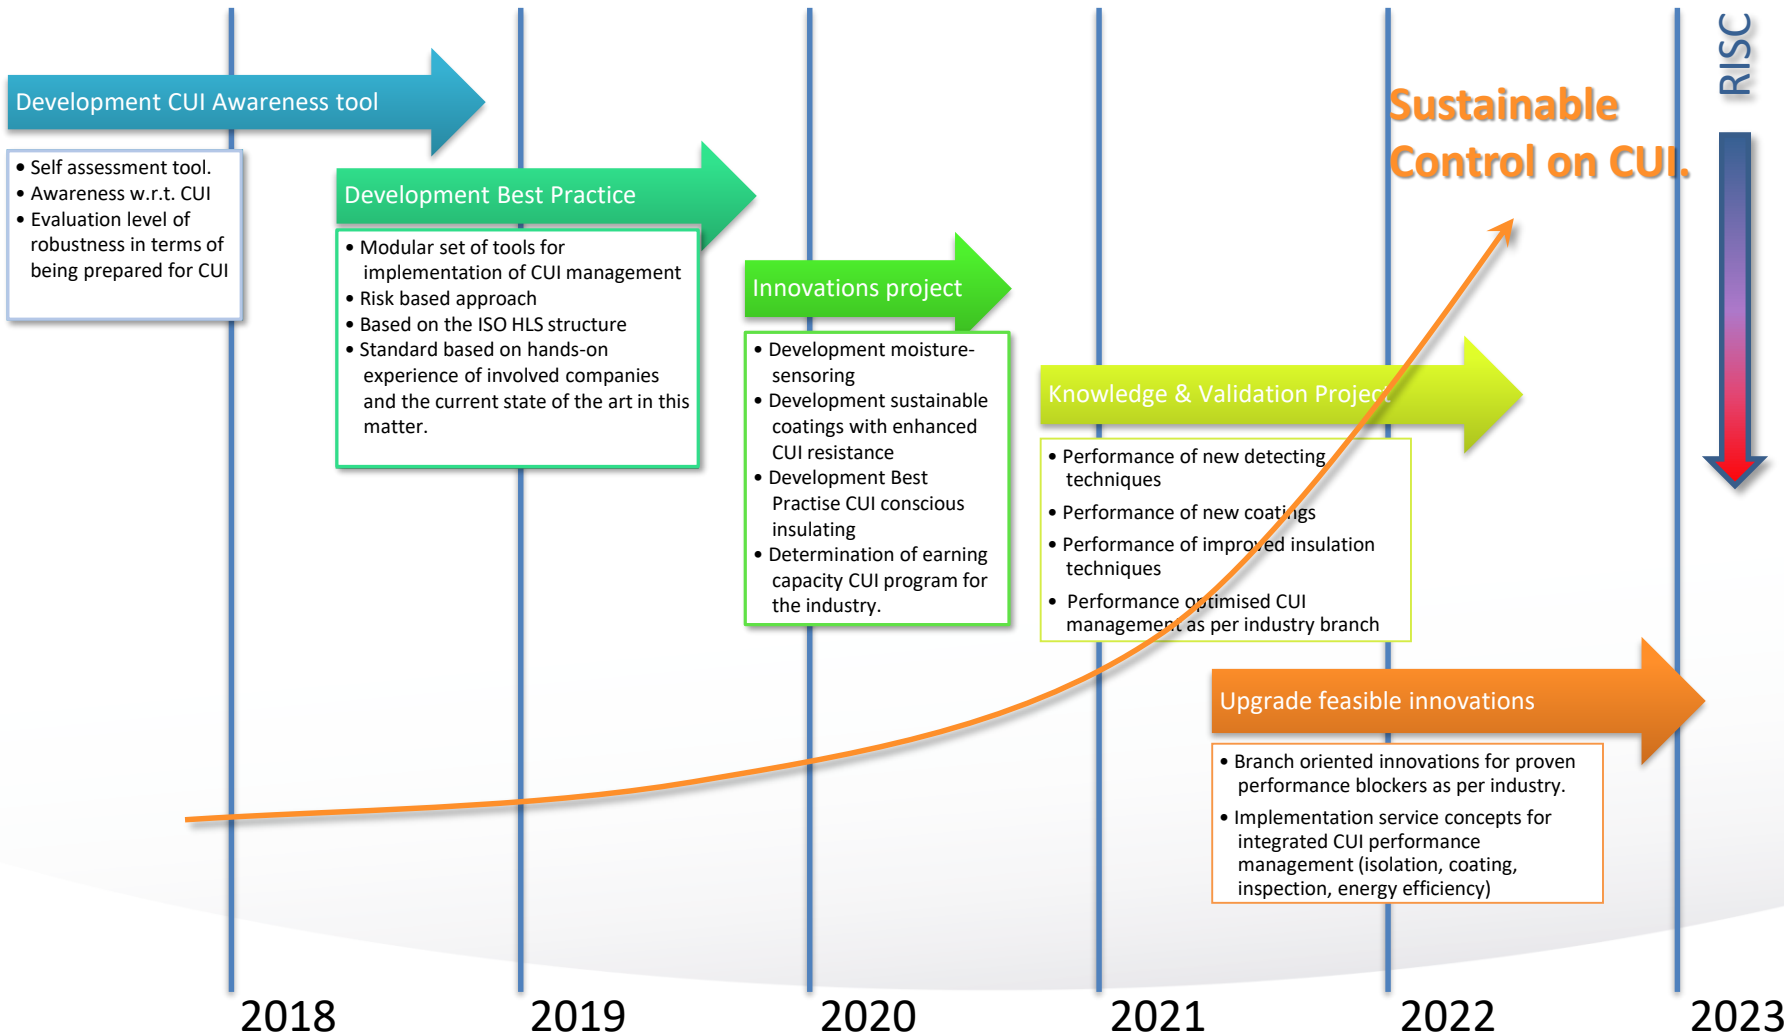 Development CUI Awareness tool
• Self assessment tool.
• Awareness w.r.t. CUI
• Evaluation level of
robustness in terms of
being prepared for CUI
Development Best Practice
• Modular set of tools for
implementation of CUI management
• Risk based approach
• Based on the ISO HLS structure
• Standard based on hands-on
experience of involved companies
and the current state of the art in this
matter.
Innovations project
• Development moisture-
sensoring
• Development sustainable
coatings with enhanced
CUI resistance
• Development Best
Practise CUI conscious
insulating
• Determination of earning
capacity CUI program for
the industry.
Knowledge & Validation Project
• Performance of new detecting
techniques
• Performance of new coatings
• Performance of improved insulation
techniques
• Performance optimised CUI
management as per industry branch
Upgrade feasible innovations
• Branch oriented innovations for proven
performance blockers as per industry.
• Implementation service concepts for
integrated CUI performance
management (isolation, coating,
inspection, energy efficiency)
Sustainable
Control on CUI.
RISC
2018
2019
2020
2021
2022
2023